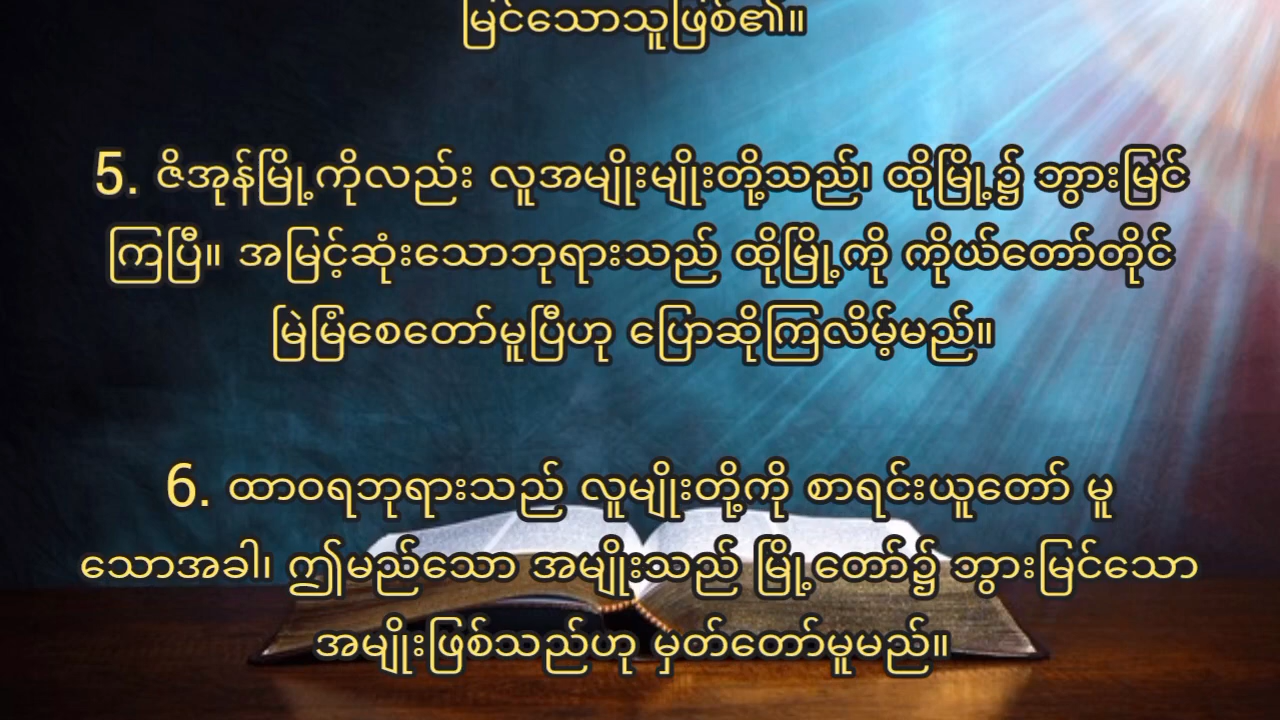 မြင်သောသူဖြစ်၏။
5. ဇိအုန်မြို့ကိုလည်း လူအမျိုးမျိုးတို့သည်၊ ထိုမြို့၌ ဘွားမြင်
ကြပြီ။ အမြင့်ဆုံးသောဘုရားသည် ထိုမြို့ကို ကိုယ်တော်တိုင်
မြဲမြံစေတော်မူပြီဟု ပြောဆိုကြလိမ့်မည်။
6. ထာဝရဘုရားသည် လူမျိုးတို့ကို စာရင်းယူတော် မူ
သောအခါ၊ ဤမည်သော အမျိုးသည် မြို့တော်၌ ဘွားမြင်သော
အမျိုးဖြစ်သည်ဟု မှတ်တော်မူမည်။